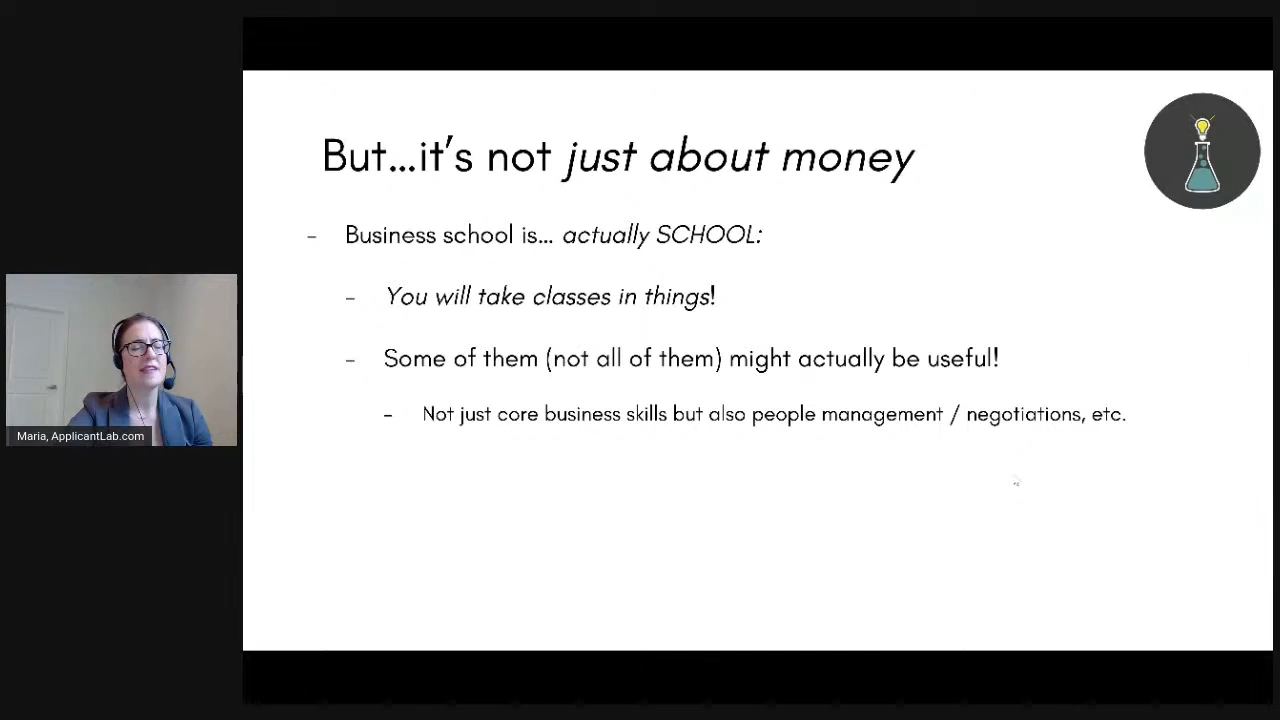 But...it's not just about money
- Business school is... actually SCHOOL:
- You will take classes in things!
- Some of them (not all of them) might actually be useful!
- Not just core business skills but also people management / negotiations, etc.
Maria, ApplicantLab.com